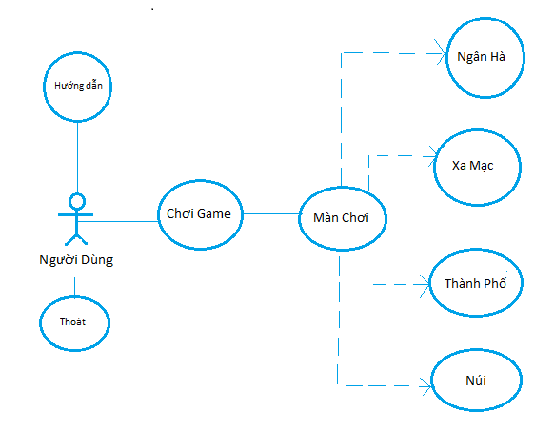 Hướng dẫn
Người Dùng
Thoát
Chơi Game
Màn Chơi
Ngân Hà
Xa Mạc
Thành Phố
Núi